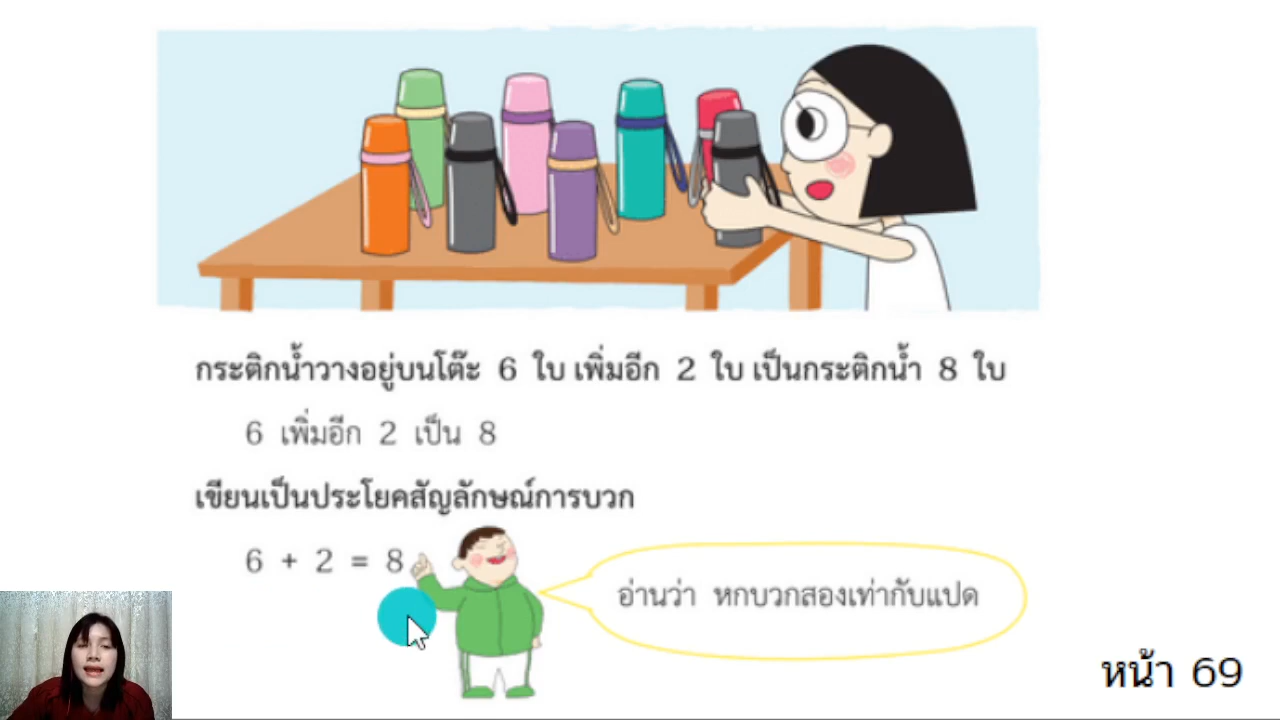 กระติกน้ำวางอยู่บนโต๊ะ 6 ใบ เพิ่มอีก 2 ใบ เป็นกระติกน้ำ 8 ใบ
6 เพิ่มอีก 2 เป็น 8
เขียนเป็นประโยคสัญลักษณ์การบวก
6 + 2 = 8
อ่านว่า หกบวกสองเท่ากับแปด
หน้า 69